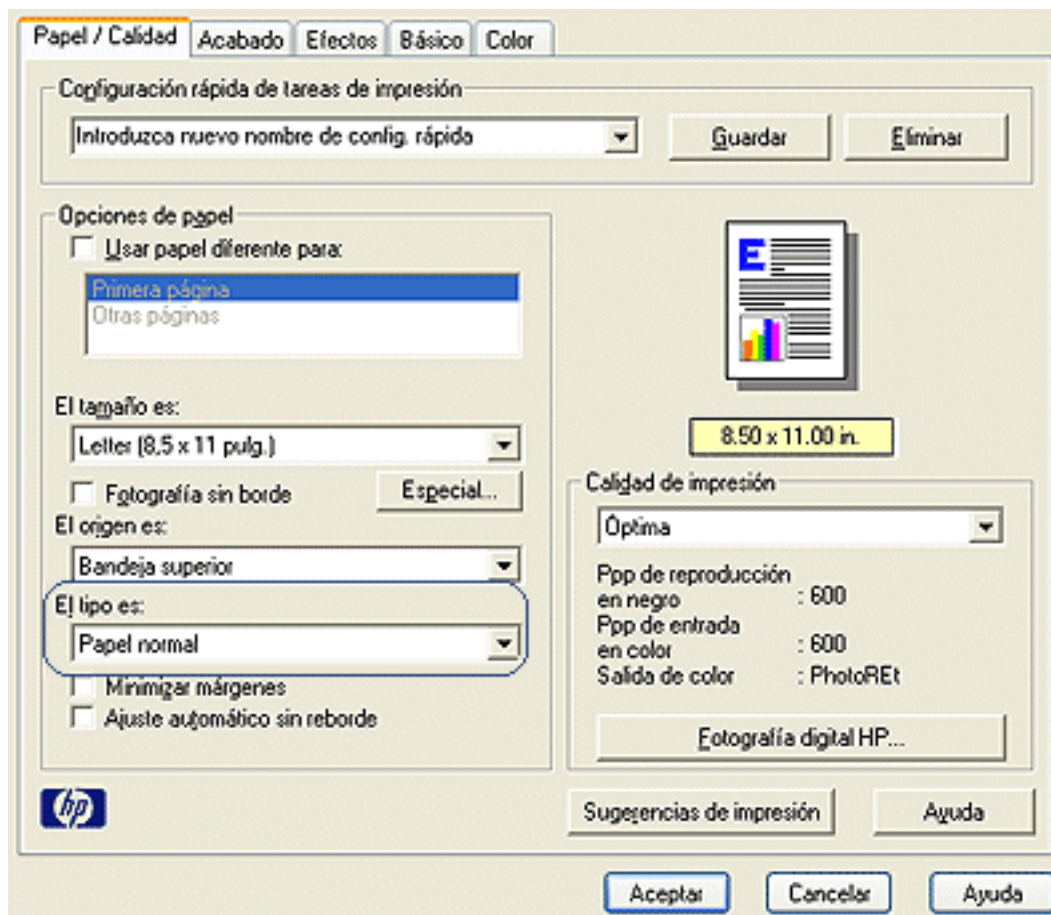 Papel / Calidad
Acabado
Efectos
Básico
Color
Configuración rápida de tareas de impresión
Introduzca nuevo nombre de config. rápida
Guardar
Eliminar
Opciones de papel
Usar papel diferente para:
Primera página
Otras páginas
El tamaño es:
Letter (8,5 x 11 pulg.)
Fotografía sin borde
Especial...
El origen es:
Bandeja superior
El tipo es:
Papel normal
Minimizar márgenes
Ajuste automático sin reborde
E
8.50 x 11.00 in.
Calidad de impresión
Óptima
Ppp de reproducción
en negro : 600
Ppp de entrada
en color : 600
Salida de color : PhotoREt
Fotografía digital HP...
hp
Sugerencias de impresión
Ayuda
Aceptar
Cancelar
Ayuda